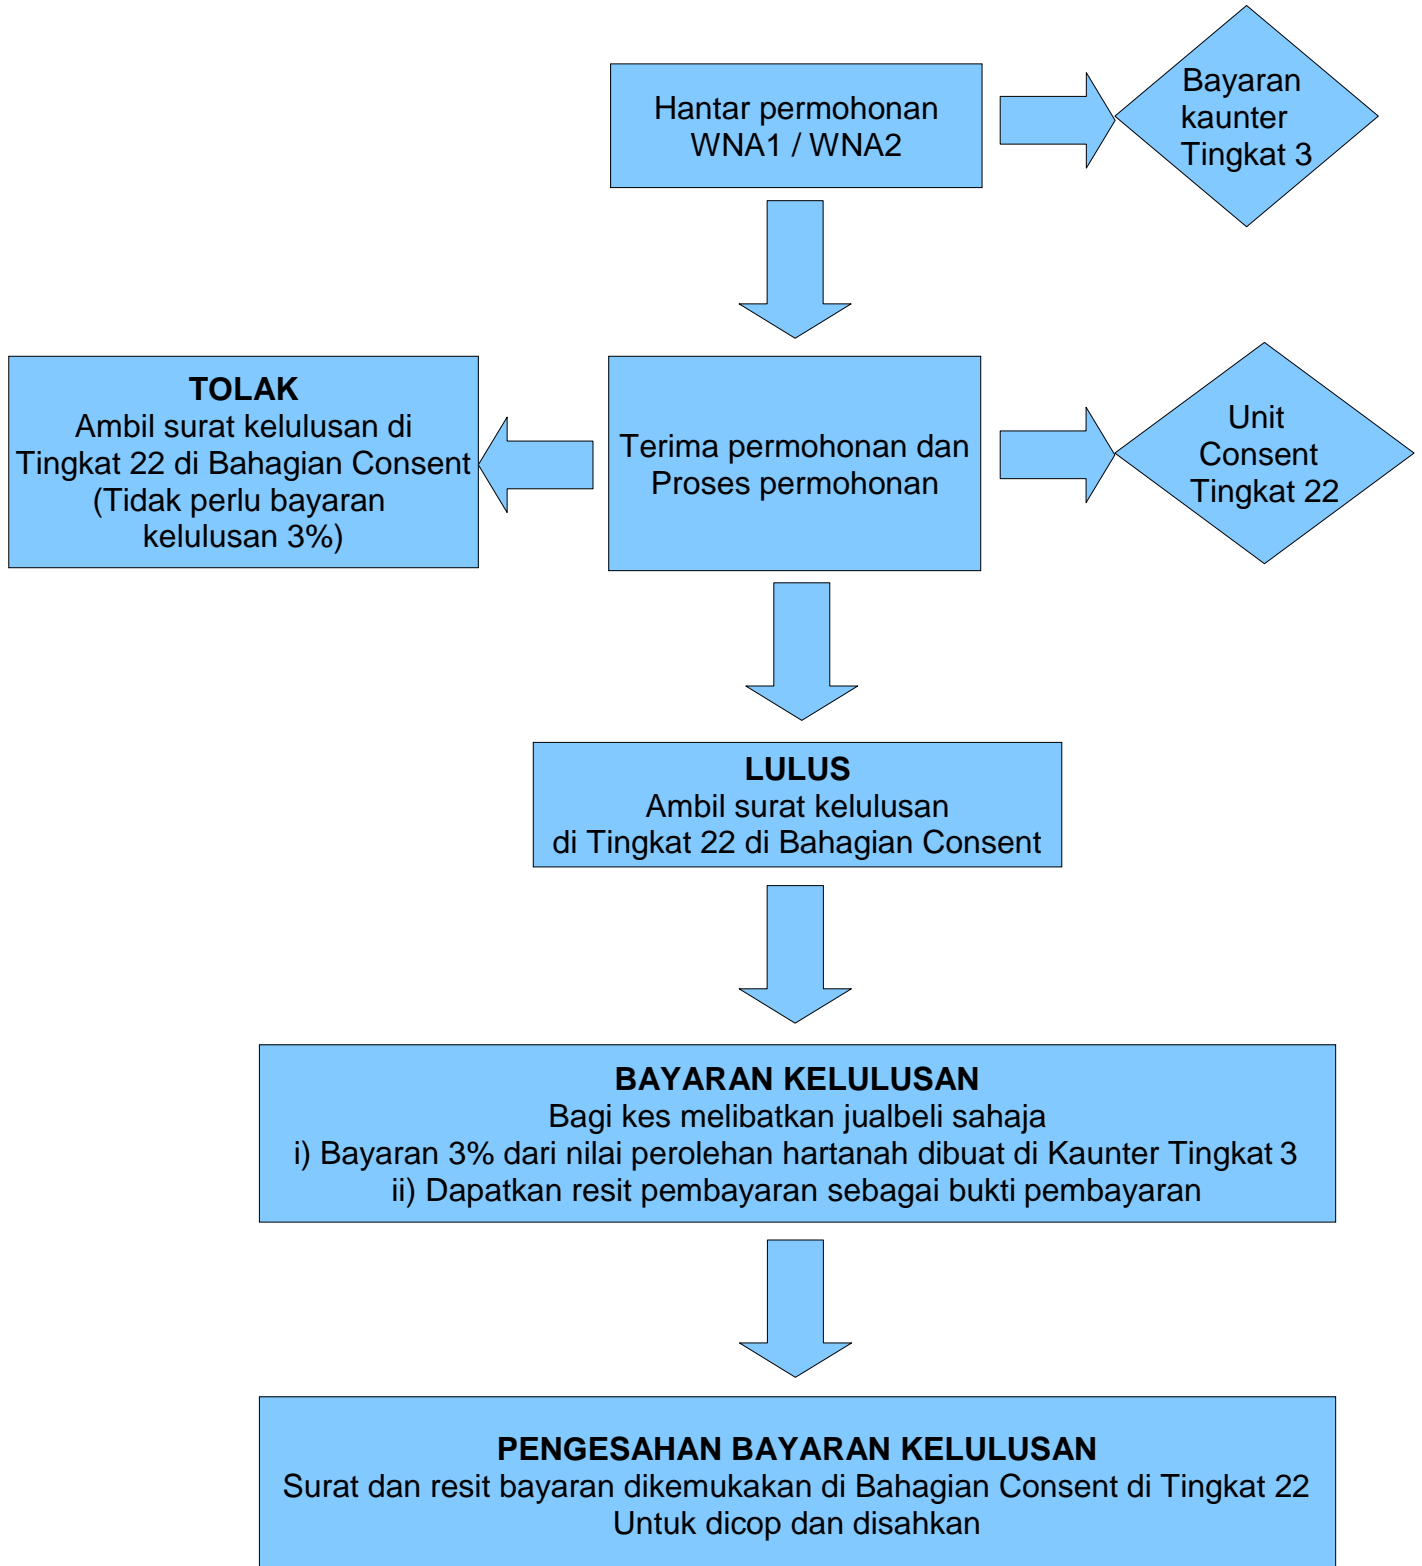 Hantar permohonan
WNA1 / WNA2
Bayaran
kaunter
Tingkat 3
TOLAK
Ambil surat kelulusan di
Tingkat 22 di Bahagian Consent
(Tidak perlu bayaran
kelulusan 3%)
Terima permohonan dan
Proses permohonan
Unit
Consent
Tingkat 22
LULUS
Ambil surat kelulusan
di Tingkat 22 di Bahagian Consent
BAYARAN KELULUSAN
Bagi kes melibatkan jualbeli sahaja
i) Bayaran 3% dari nilai perolehan hartanah dibuat di Kaunter Tingkat 3
ii) Dapatkan resit pembayaran sebagai bukti pembayaran
PENGESAHAN BAYARAN KELULUSAN
Surat dan resit bayaran dikemukakan di Bahagian Consent di Tingkat 22
Untuk dicop dan disahkan